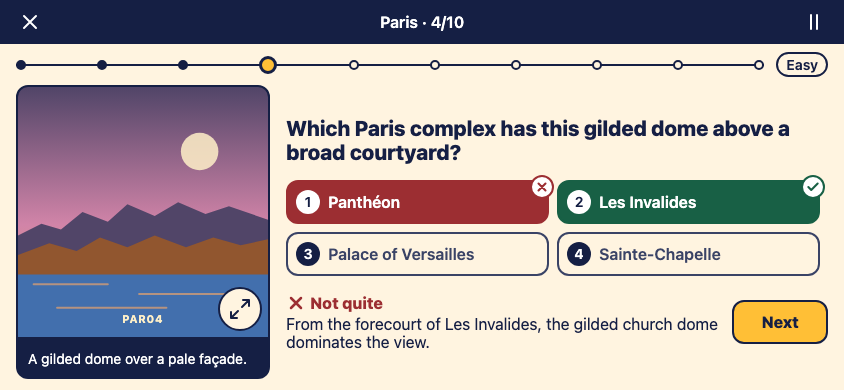 Paris · 4/10
Easy
PAR04
A gilded dome over a pale façade.
Which Paris complex has this gilded dome above a
broad courtyard?
1 Panthéon
2 Les Invalides
3 Palace of Versailles
4 Sainte-Chapelle
Not quite
From the forecourt of Les Invalides, the gilded church dome
dominates the view.
Next